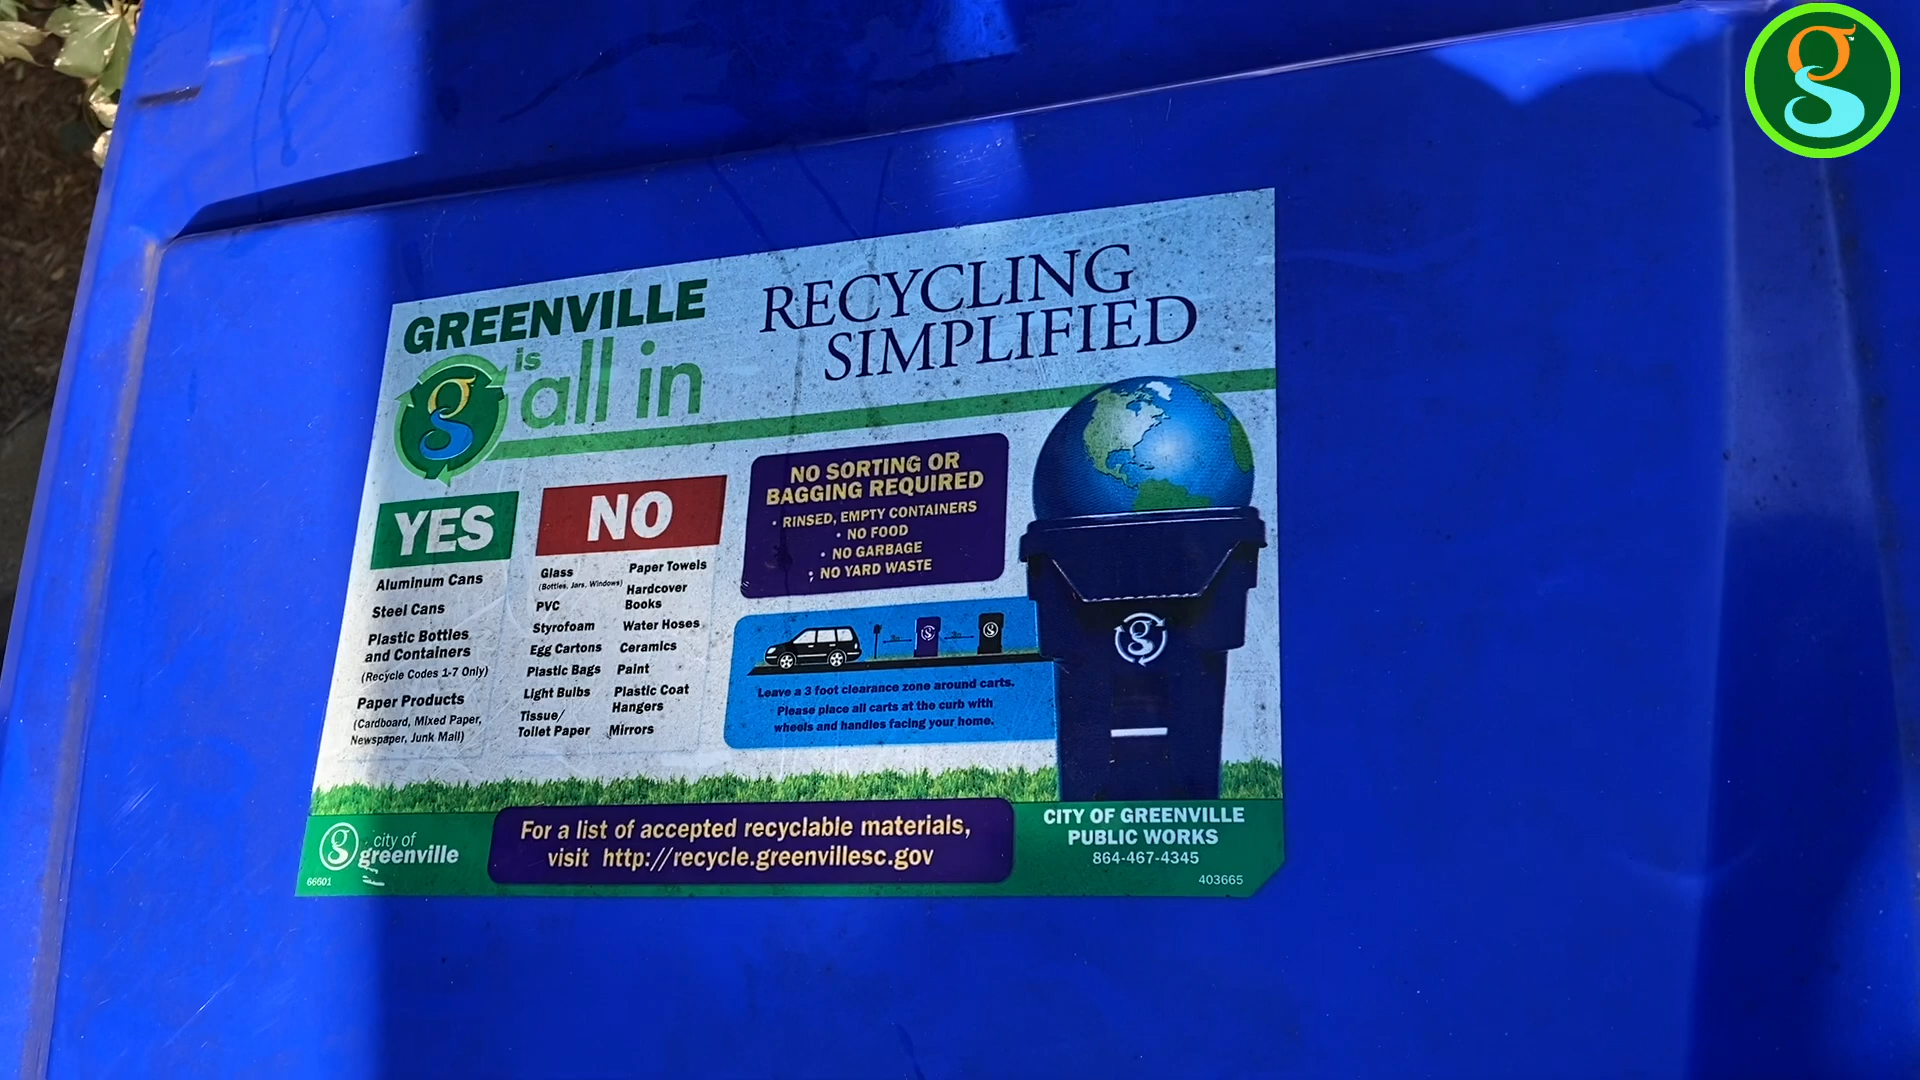 GREENVILLE
is
all in
RECYCLING
SIMPLIFIED
YES
Aluminum Cans
Steel Cans
Plastic Bottles
and Containers
(Recycle Codes 1-7 Only)
Paper Products
(Cardboard, Mixed Paper,
Newspaper, Junk Mail)
NO
Glass
(Bottles, Jars, Windows)
PVC
Styrofoam
Egg Cartons
Plastic Bags
Light Bulbs
Tissue/
Toilet Paper
Paper Towels
Hardcover
Books
Water Hoses
Ceramics
Paint
Plastic Coat
Hangers
Mirrors
NO SORTING OR
BAGGING REQUIRED
• RINSED, EMPTY CONTAINERS
• NO FOOD
• NO GARBAGE
• NO YARD WASTE
Leave a 3 foot clearance zone around carts.
Please place all carts at the curb with
wheels and handles facing your home.
city of
greenville
66601
For a list of accepted recyclable materials,
visit http://recycle.greenvillesc.gov
CITY OF GREENVILLE
PUBLIC WORKS
864-467-4345
403665